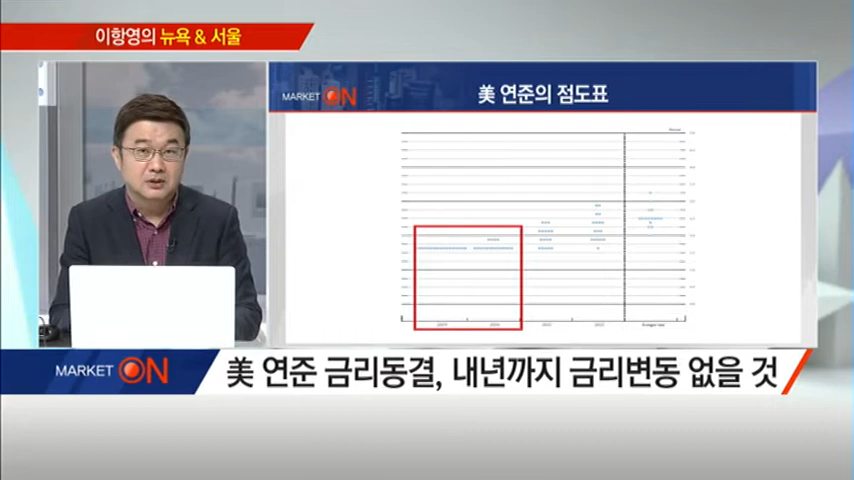 이항영의 뉴욕 & 서울
MARKET ON
美 연준의 점도표
MARKET ON
美 연준 금리동결, 내년까지 금리변동 없을 것